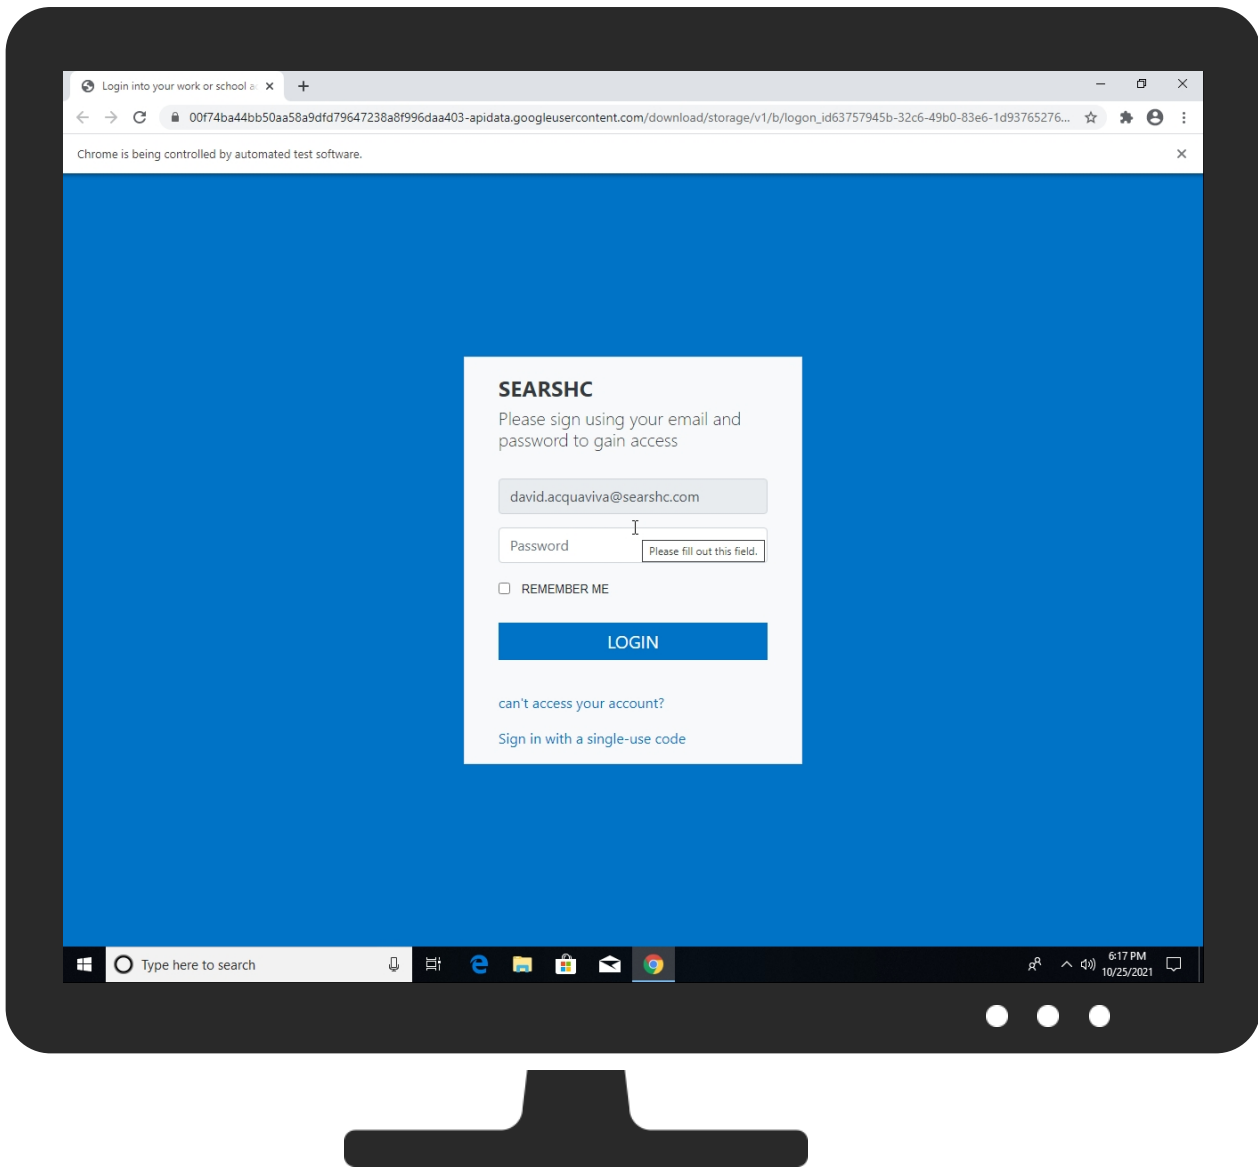 Login into your work or school a
00f74ba44bb50aa58a9dfd79647238a8f996daa403-apidata.googleusercontent.com/download/storage/v1/b/logon_id63757945b-32c6-49b0-83e6-1d93765276...
Chrome is being controlled by automated test software.
SEARSHC
Please sign using your email and
password to gain access
david.acquaviva@searshc.com
Password
Please fill out this field.
REMEMBER ME
LOGIN
can't access your account?
Sign in with a single-use code
Type here to search
6:17 PM
10/25/2021